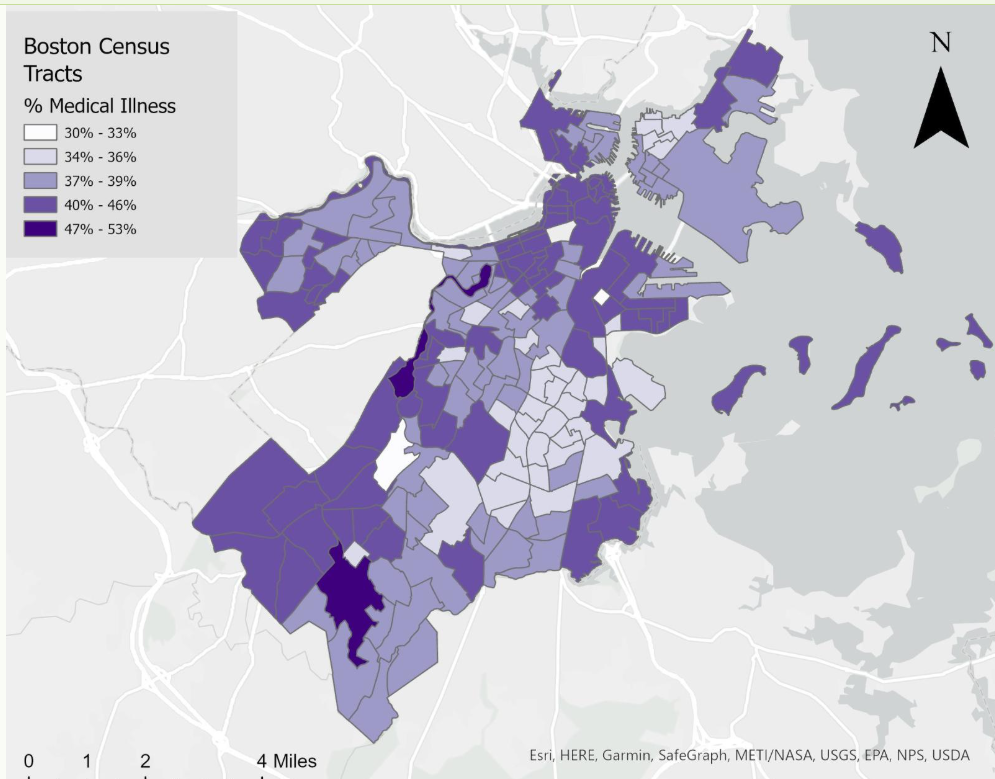 Boston Census
Tracts
% Medical Illness
30% - 33%
34% - 36%
37% - 39%
40% - 46%
47% - 53%
N
0 1 2 4 Miles
Esri, HERE, Garmin, SafeGraph, METI/NASA, USGS, EPA, NPS, USDA